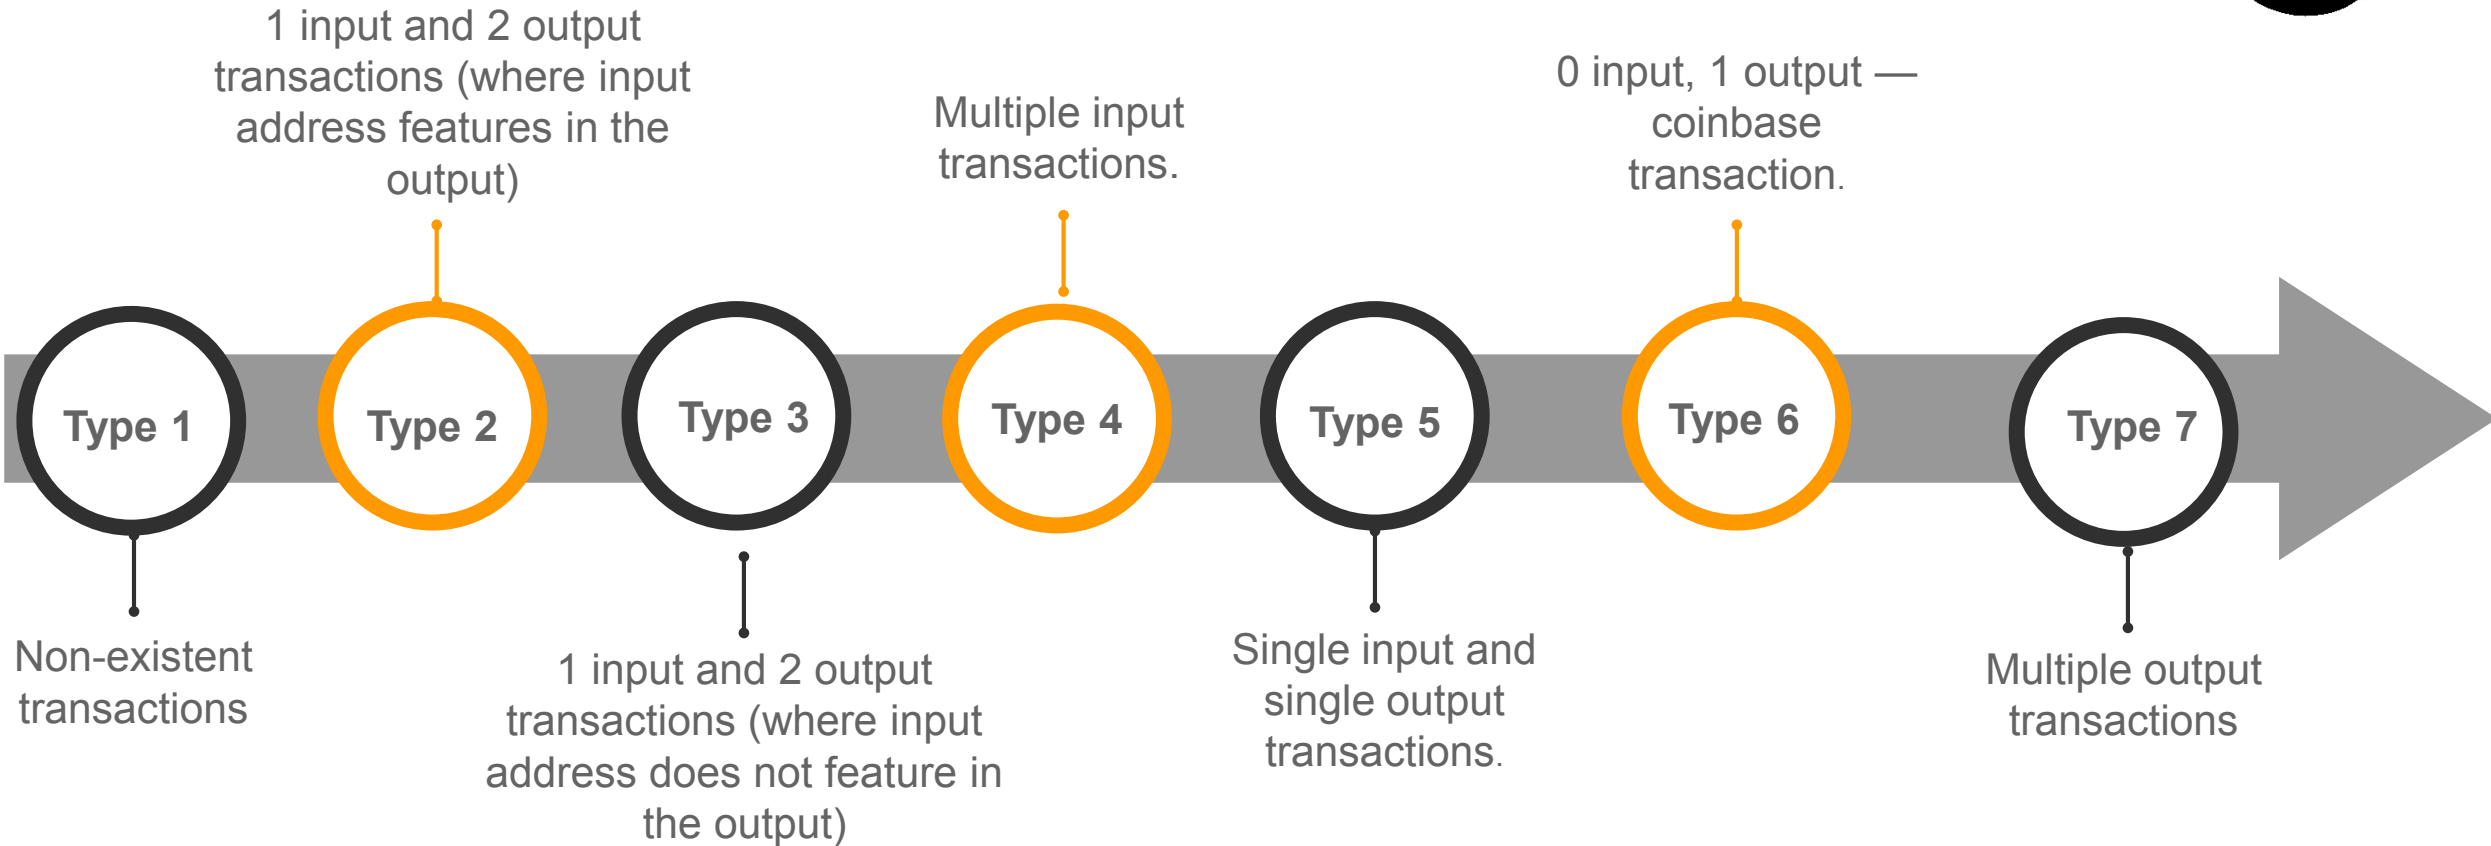 1 input and 2 output
transactions (where input
address features in the
output)
Multiple input
transactions.
0 input, 1 output —
coinbase
transaction.
Type 1
Type 2
Type 3
Type 4
Type 5
Type 6
Type 7
Non-existent
transactions
1 input and 2 output
transactions (where input
address does not feature in
the output)
Single input and
single output
transactions.
Multiple output
transactions